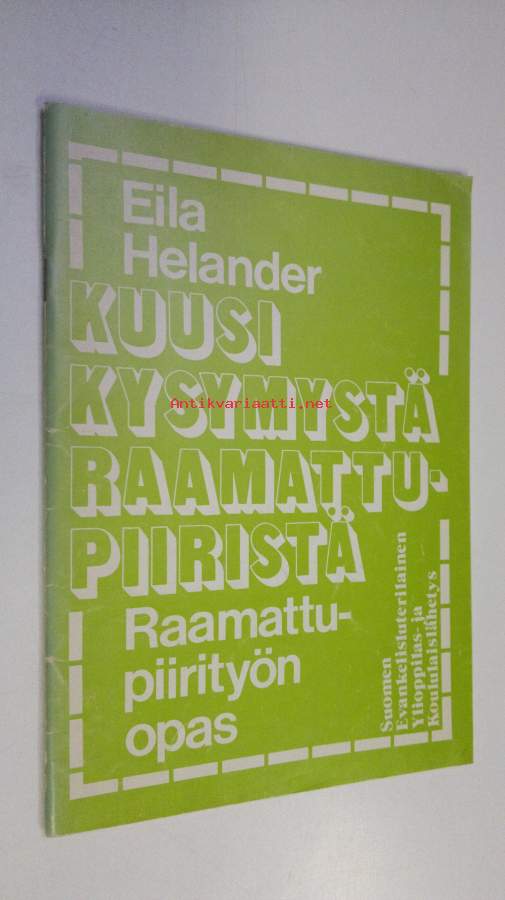 Eila
Helander
KUUSI
KYSYMYSTÄ
Antikvariaatti.net
RAAMATTU-
PIIRISTÄ
Raamattu-
piirityön
opas
Suomen
Evankelisluterilainen
Ylioppilas- ja
Koululaislähetys